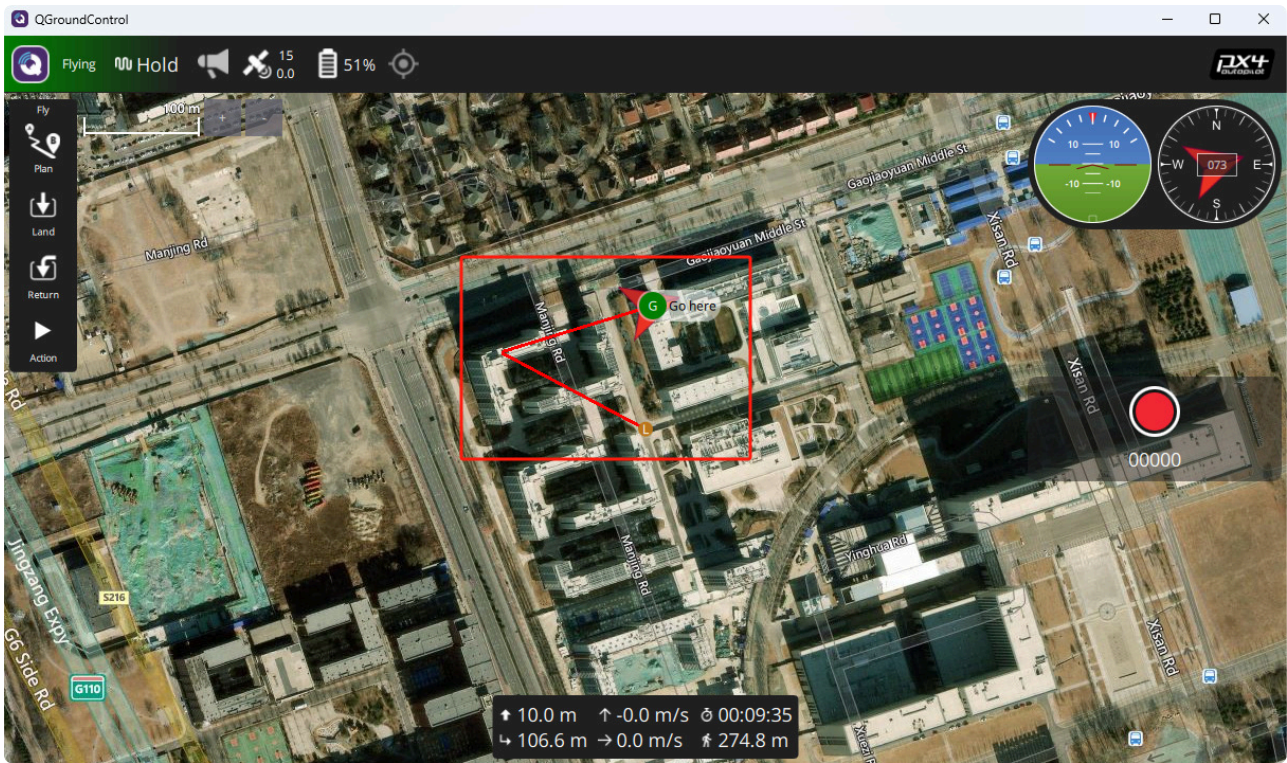 QGroundControl
Flying
Hold
15
0.0
51%
px4
autopilot
Fly
Plan
Land
Return
Action
100 m
+
Manjing Rd
Gaojiaoyuan Middle St
Gaojiaoyuan Middle St
Xisan Rd
10 10
-10 -10
N
W 073 E
S
G Go here
Manjing Rd
L
Xisan Rd
00000
Manjing Rd
Yinghua Rd
Xisan Rd
Jingzang Expy
S216
G6 Side Rd
G110
10.0 m -0.0 m/s 00:09:35
106.6 m 0.0 m/s 274.8 m